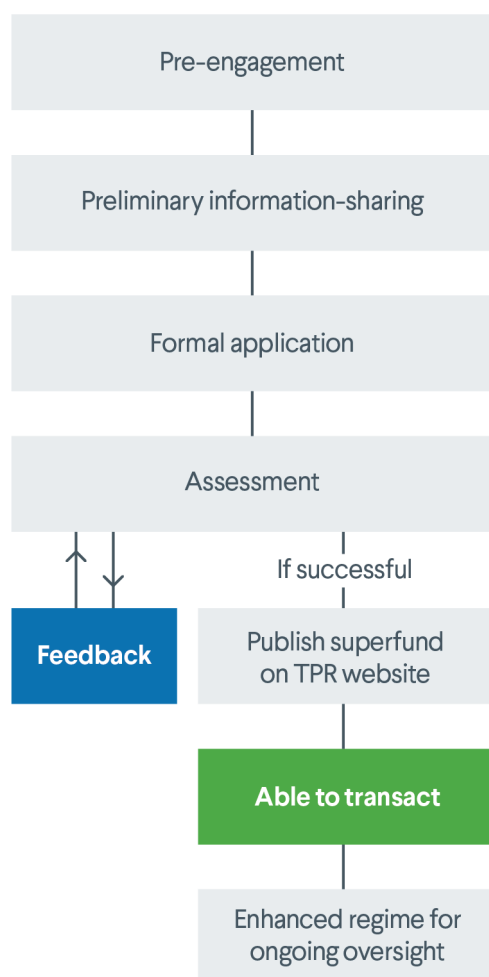 Pre-engagement
Preliminary information-sharing
Formal application
Assessment
If successful
Feedback
Publish superfund
on TPR website
Able to transact
Enhanced regime for
ongoing oversight